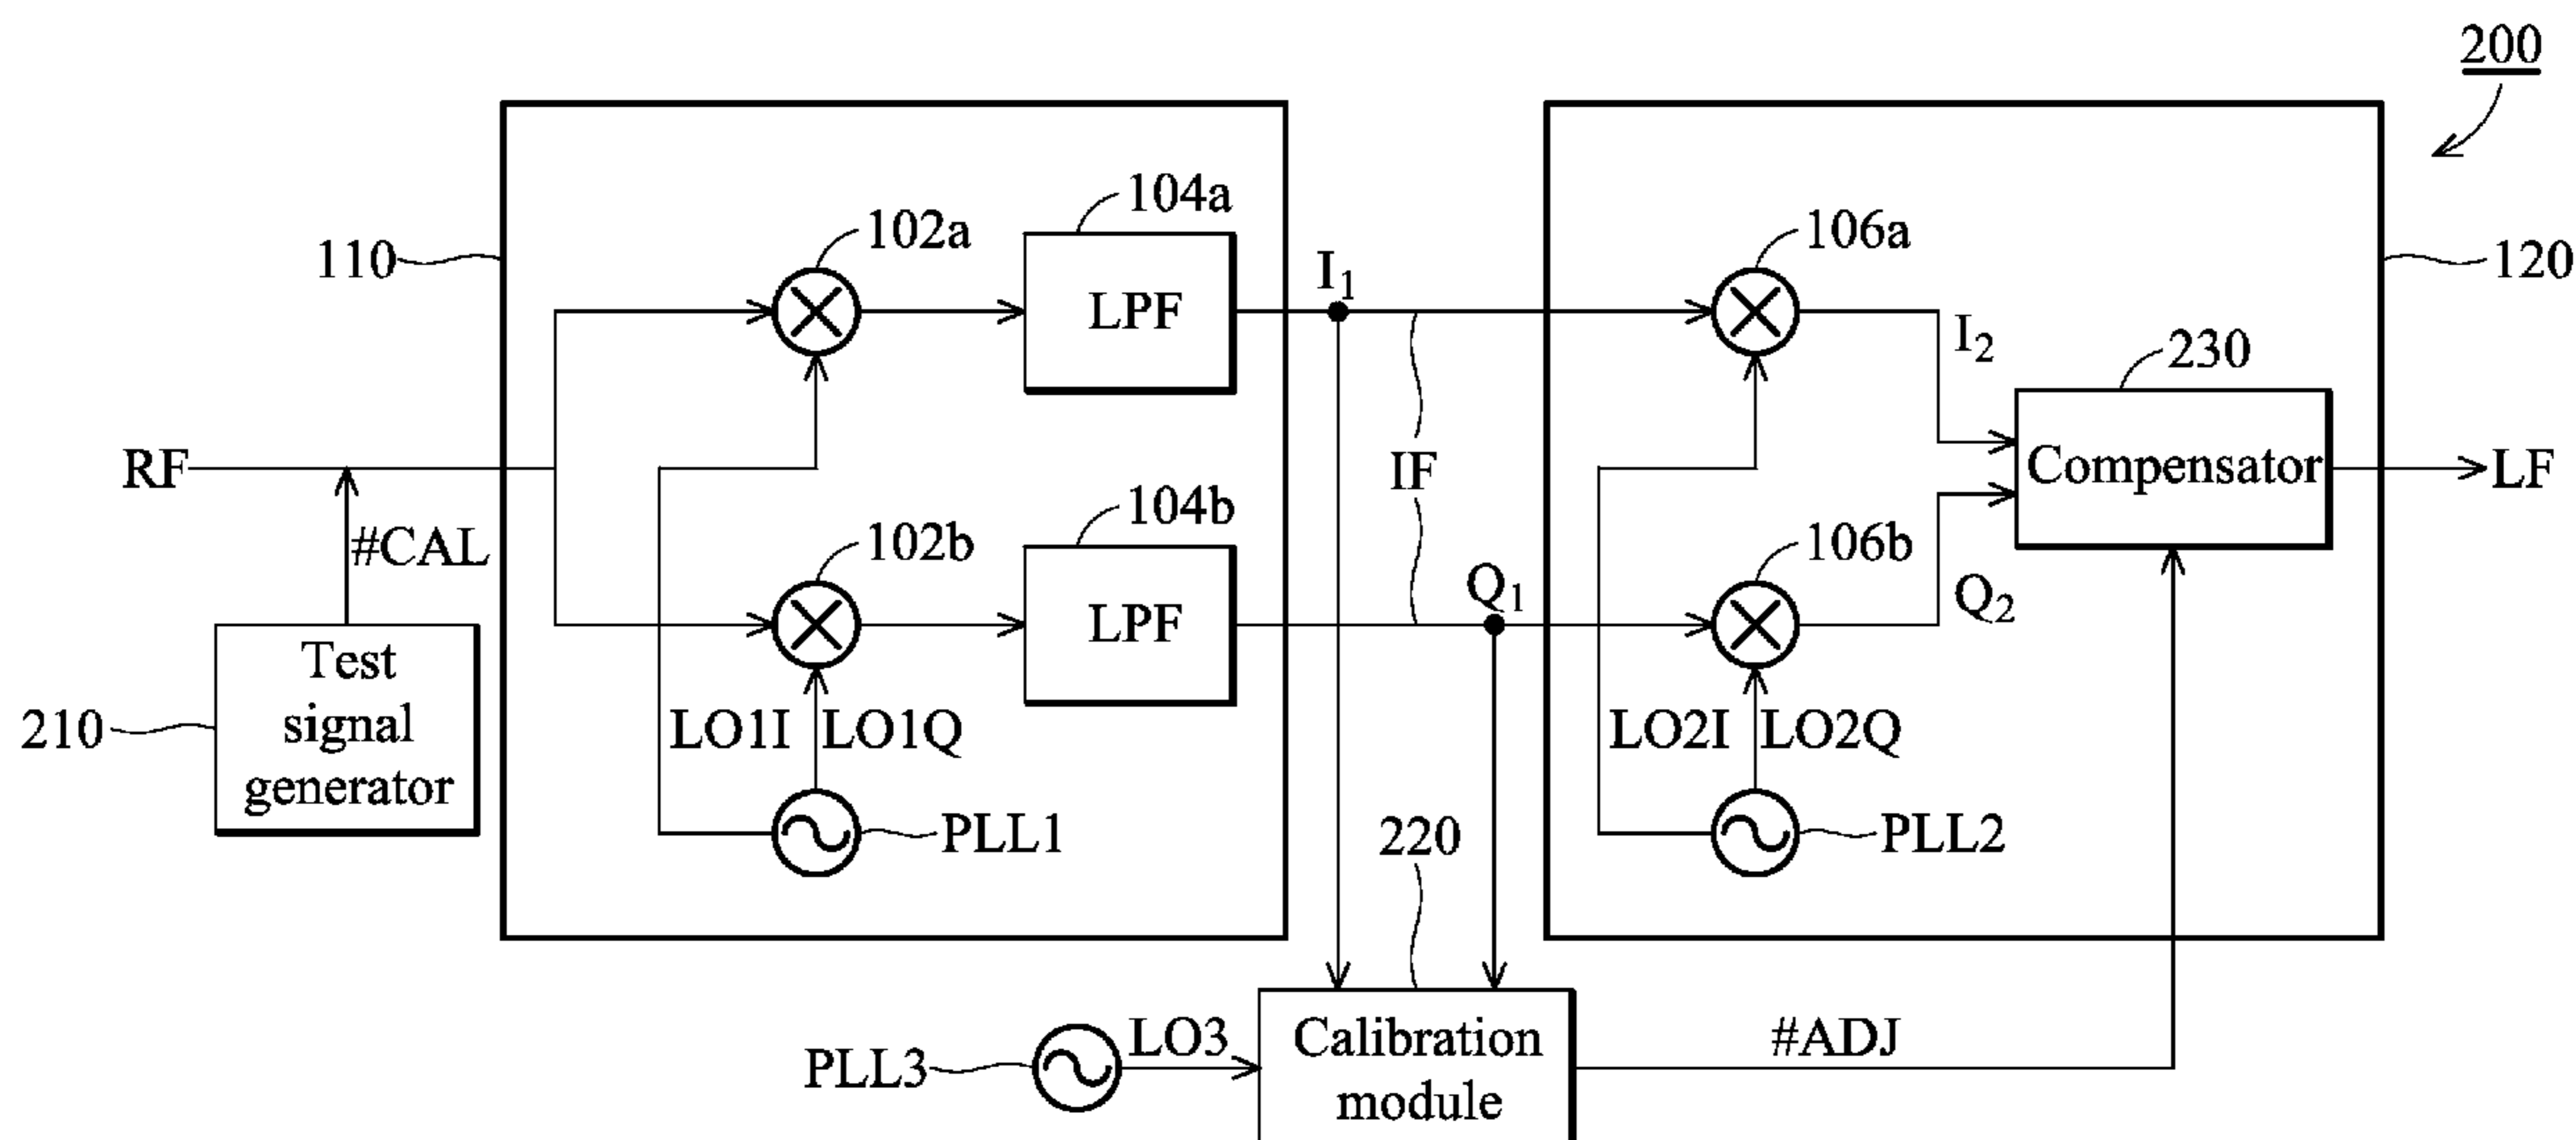 200
110
102a
104a
LPF
I1
106a
120
I2
230
Compensator
LF
RF
#CAL
102b
104b
LPF
IF
Q1
106b
Q2
210
Test
signal
generator
LO1I
LO1Q
PLL1
LO2I
LO2Q
PLL2
220
PLL3
LO3
Calibration
module
#ADJ